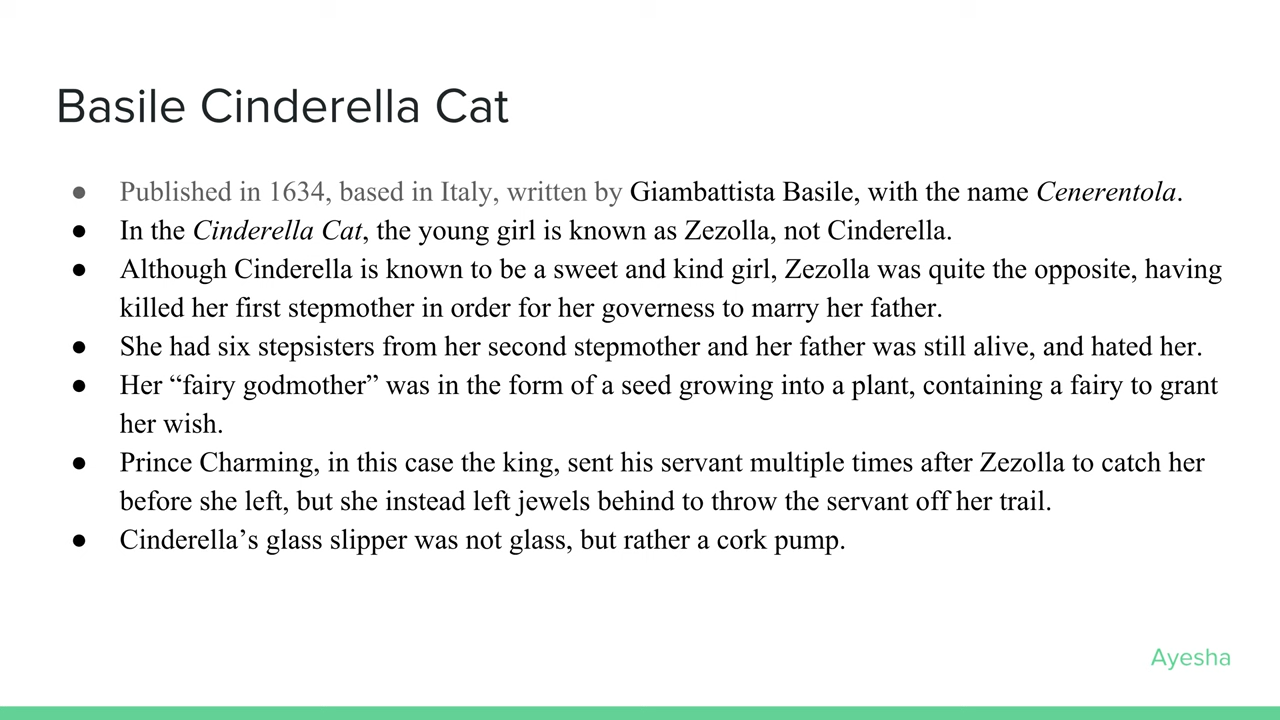 Basile Cinderella Cat
● Published in 1634, based in Italy, written by Giambattista Basile, with the name Cenerentola.
● In the Cinderella Cat, the young girl is known as Zezolla, not Cinderella.
● Although Cinderella is known to be a sweet and kind girl, Zezolla was quite the opposite, having
killed her first stepmother in order for her governess to marry her father.
● She had six stepsisters from her second stepmother and her father was still alive, and hated her.
● Her “fairy godmother” was in the form of a seed growing into a plant, containing a fairy to grant
her wish.
● Prince Charming, in this case the king, sent his servant multiple times after Zezolla to catch her
before she left, but she instead left jewels behind to throw the servant off her trail.
● Cinderella’s glass slipper was not glass, but rather a cork pump.
Ayesha